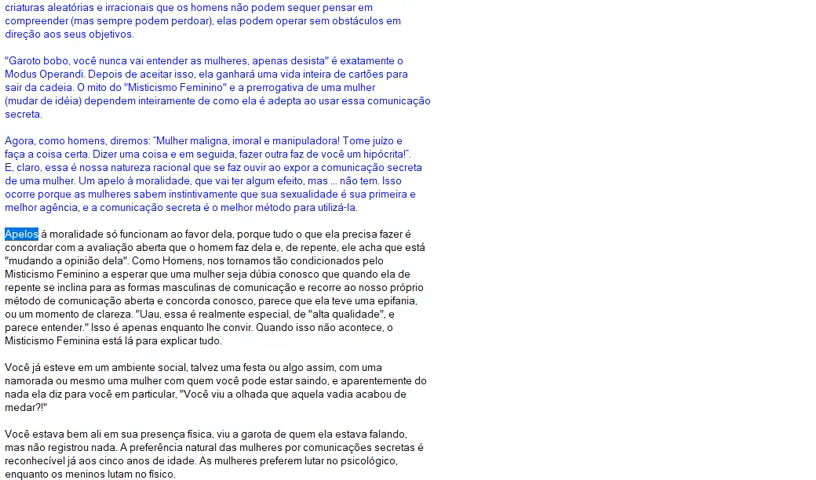 criaturas aleatórias e irracionais que os homens não podem sequer pensar em
compreender (mas sempre podem perdoar), elas podem operar sem obstáculos em
direção aos seus objetivos.
"Garoto bobo, você nunca vai entender as mulheres, apenas desista" é exatamente o
Modus Operandi. Depois de aceitar isso, ela ganhará uma vida inteira de cartões para
sair da cadeia. O mito do "Misticismo Feminino" e a prerrogativa de uma mulher
(mudar de idéia) dependem inteiramente de como ela é adepta ao usar essa comunicação
secreta.
Agora, como homens, diremos: "Mulher maligna, imoral e manipuladora! Tome juízo e
faça a coisa certa. Dizer uma coisa e em seguida, fazer outra faz de você um hipócrita!".
E, claro, essa é nossa natureza racional que se faz ouvir ao expor a comunicação secreta
de uma mulher. Um apelo à moralidade, que vai ter algum efeito, mas ... não tem. Isso
ocorre porque as mulheres sabem instintivamente que sua sexualidade é sua primeira e
melhor agência, e a comunicação secreta é o melhor método para utilizá-la.
Apelos à moralidade só funcionam ao favor dela, porque tudo o que ela precisa fazer é
concordar com a avaliação aberta que o homem faz dela e, de repente, ele acha que está
"mudando a opinião dela". Como Homens, nos tornamos tão condicionados pelo
Misticismo Feminino a esperar que uma mulher seja dúbia conosco que quando ela de
repente se inclina para as formas masculinas de comunicação e recorre ao nosso próprio
método de comunicação aberta e concorda conosco, parece que ela teve uma epifania,
ou um momento de clareza. "Uau, essa é realmente especial, de "alta qualidade", e
parece entender." Isso é apenas enquanto lhe convir. Quando isso não acontece, o
Misticismo Feminina está lá para explicar tudo.
Você já esteve em um ambiente social, talvez uma festa ou algo assim, com uma
namorada ou mesmo uma mulher com quem você pode estar saindo, e aparentemente do
nada ela diz para você em particular, "Você viu a olhada que aquela vadia acabou de
medar?!"
Você estava bem ali em sua presença física, viu a garota de quem ela estava falando,
mas não registrou nada. A preferência natural das mulheres por comunicações secretas é
reconhecível já aos cinco anos de idade. As mulheres preferem lutar no psicológico,
enquanto os meninos lutam no físico.